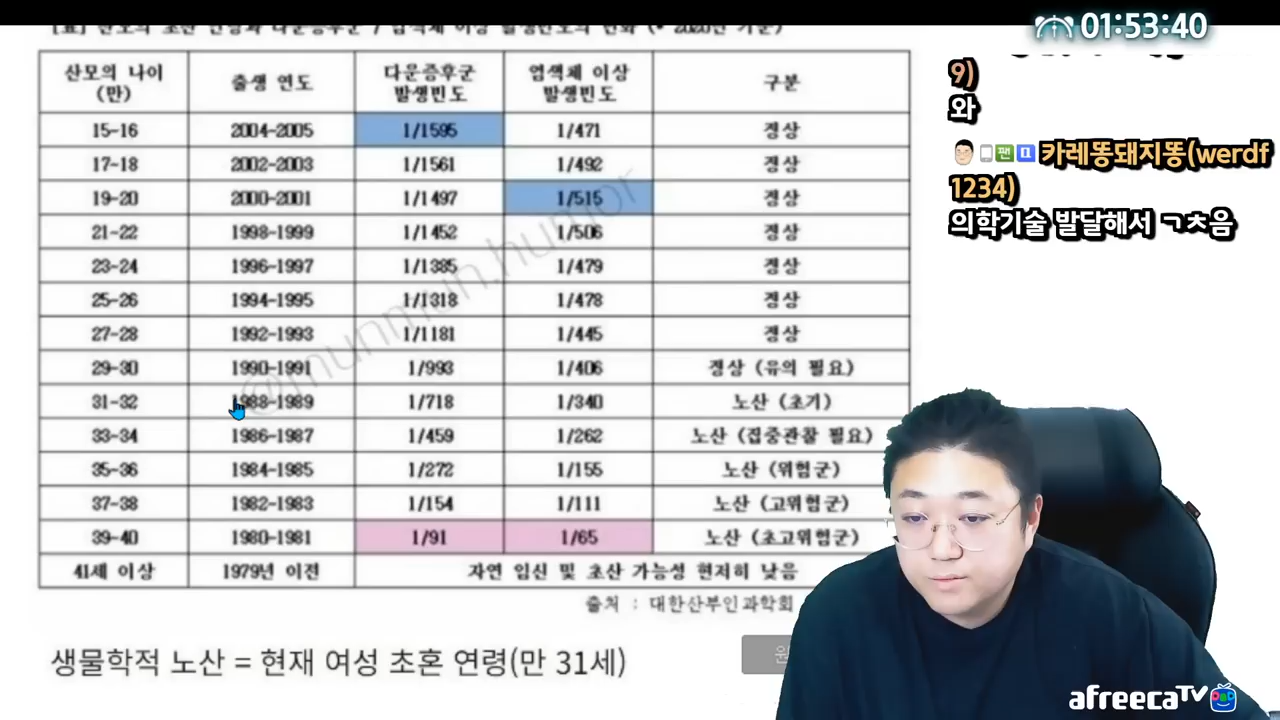 01:53:40
산모의 나이 (만) 출생 연도 다운증후군 발생빈도 염색체 이상 발생빈도 구분
15-16 2004-2005 1/1595 1/471 정상
17-18 2002-2003 1/1561 1/492 정상
19-20 2000-2001 1/1497 1/515 정상
21-22 1998-1999 1/1452 1/506 정상
23-24 1996-1997 1/1385 1/479 정상
25-26 1994-1995 1/1318 1/478 정상
27-28 1992-1993 1/1181 1/445 정상
29-30 1990-1991 1/993 1/406 정상 (유의 필요)
31-32 1988-1989 1/718 1/340 노산 (초기)
33-34 1986-1987 1/459 1/262 노산 (집중관찰 필요)
35-36 1984-1985 1/272 1/155 노산 (위험군)
37-38 1982-1983 1/154 1/111 노산 (고위험군)
39-40 1980-1981 1/91 1/65 노산 (초고위험군)
41세 이상 1979년 이전 자연 임신 및 초산 가능성 현저히 낮음
출처 : 대한산부인과학회
@munmun.humor
생물학적 노산 = 현재 여성 초혼 연령(만 31세)
9)
와
팬 카레똥돼지똥(werdf
1234)
의학기술 발달해서 ㄱㅊ음
afreecaTV